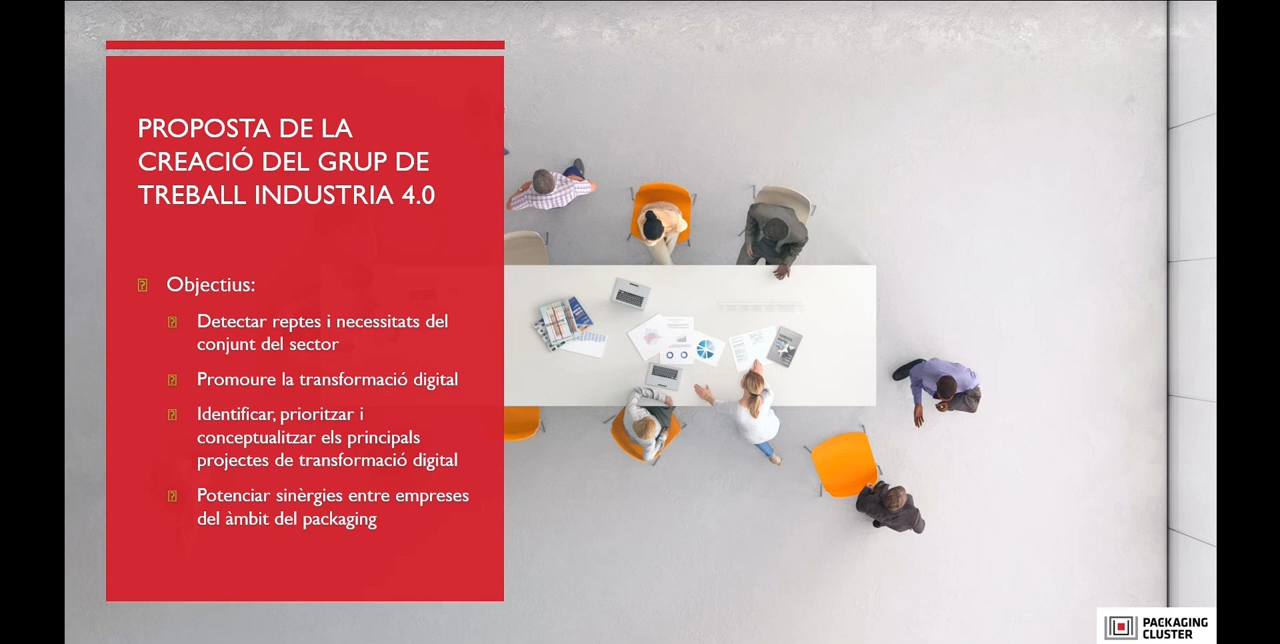 PROPOSTA DE LA
CREACIÓ DEL GRUP DE
TREBALL INDUSTRIA 4.0
Objectius:
Detectar reptes i necessitats del
conjunt del sector
Promoure la transformació digital
Identificar, prioritzar i
conceptualitzar els principals
projectes de transformació digital
Potenciar sinèrgies entre empreses
del àmbit del packaging
PACKAGING
CLUSTER